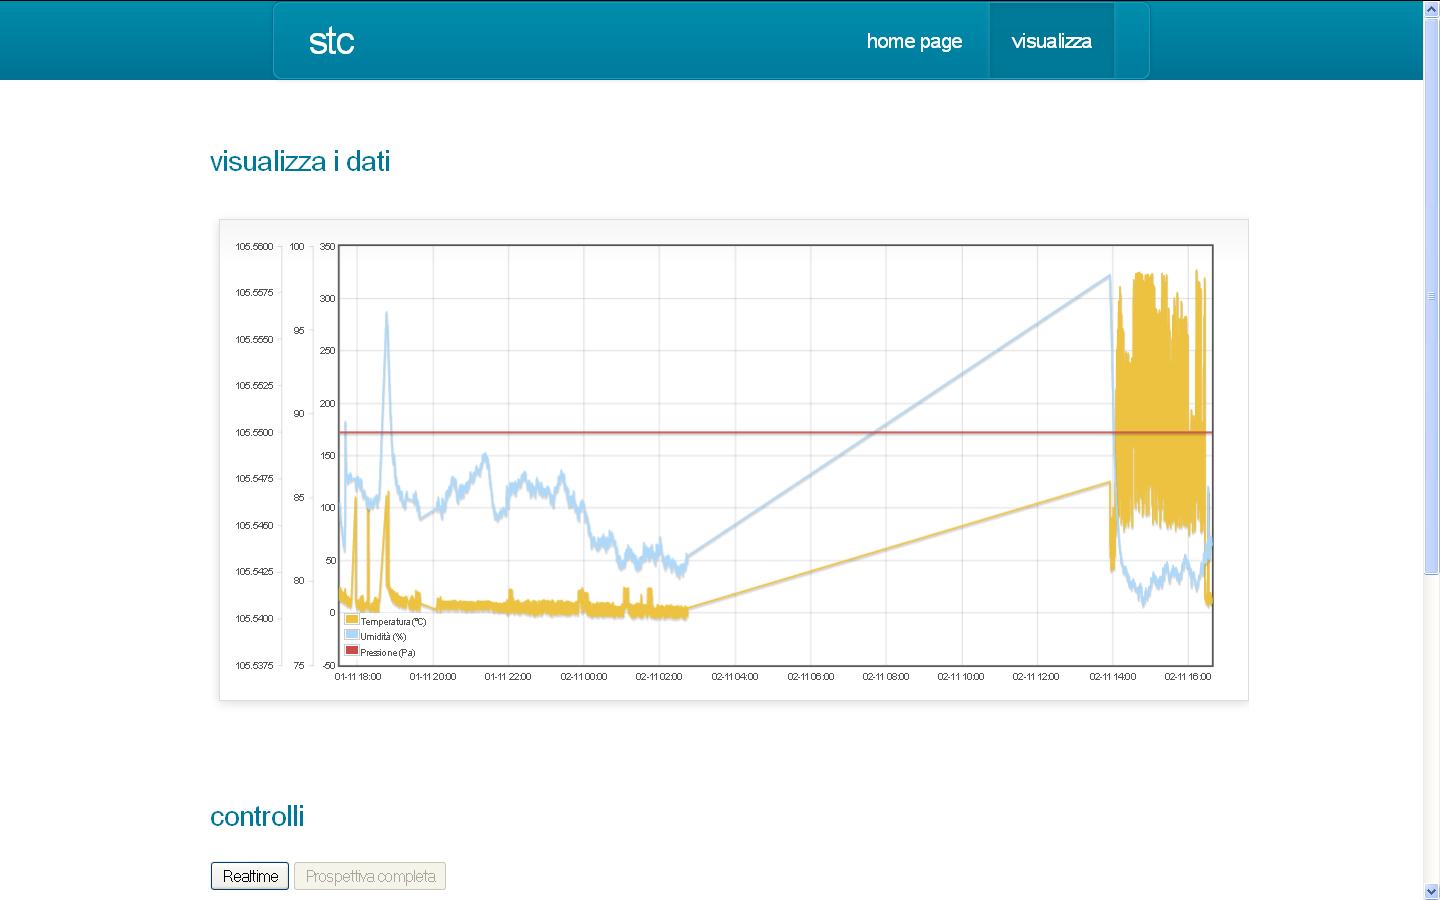 stc
home page
visualizza
visualizza i dati
105.5600 100 350
105.5575 300
105.5550 95
250
105.5525
90 200
105.5500
150
105.5475
85
100
105.5450
105.5425 50
80
105.5400 0
Temperatura (°C)
Umidità (%)
Pressione (Pa)
105.5375 75 -50
01-11 18:00 01-11 20:00 01-11 22:00 02-11 00:00 02-11 02:00 02-11 04:00 02-11 06:00 02-11 08:00 02-11 10:00 02-11 12:00 02-11 14:00 02-11 16:00
controlli
Realtime
Prospettiva completa